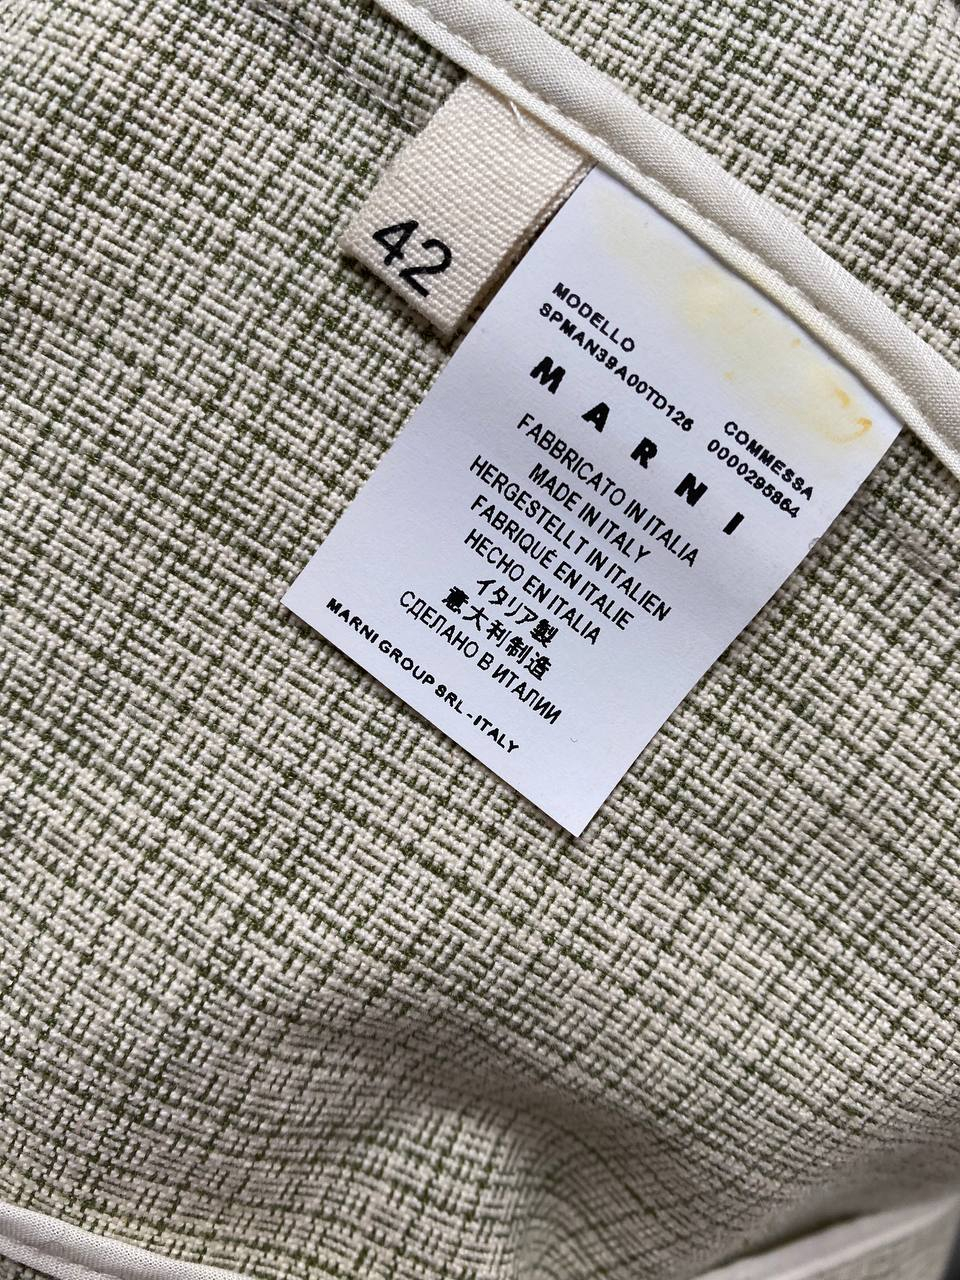 42
MODELLO COMMESSA
SPMAN39A00TD126 0000295864
MARNI
FABBRICATO IN ITALIA
MADE IN ITALY
HERGESTELLT IN ITALIEN
FABRIQUÉ EN ITALIE
HECHO EN ITALIA
イタリア製
意大利制造
СДЕЛАНО В ИТАЛИИ
MARNI GROUP SRL - ITALY